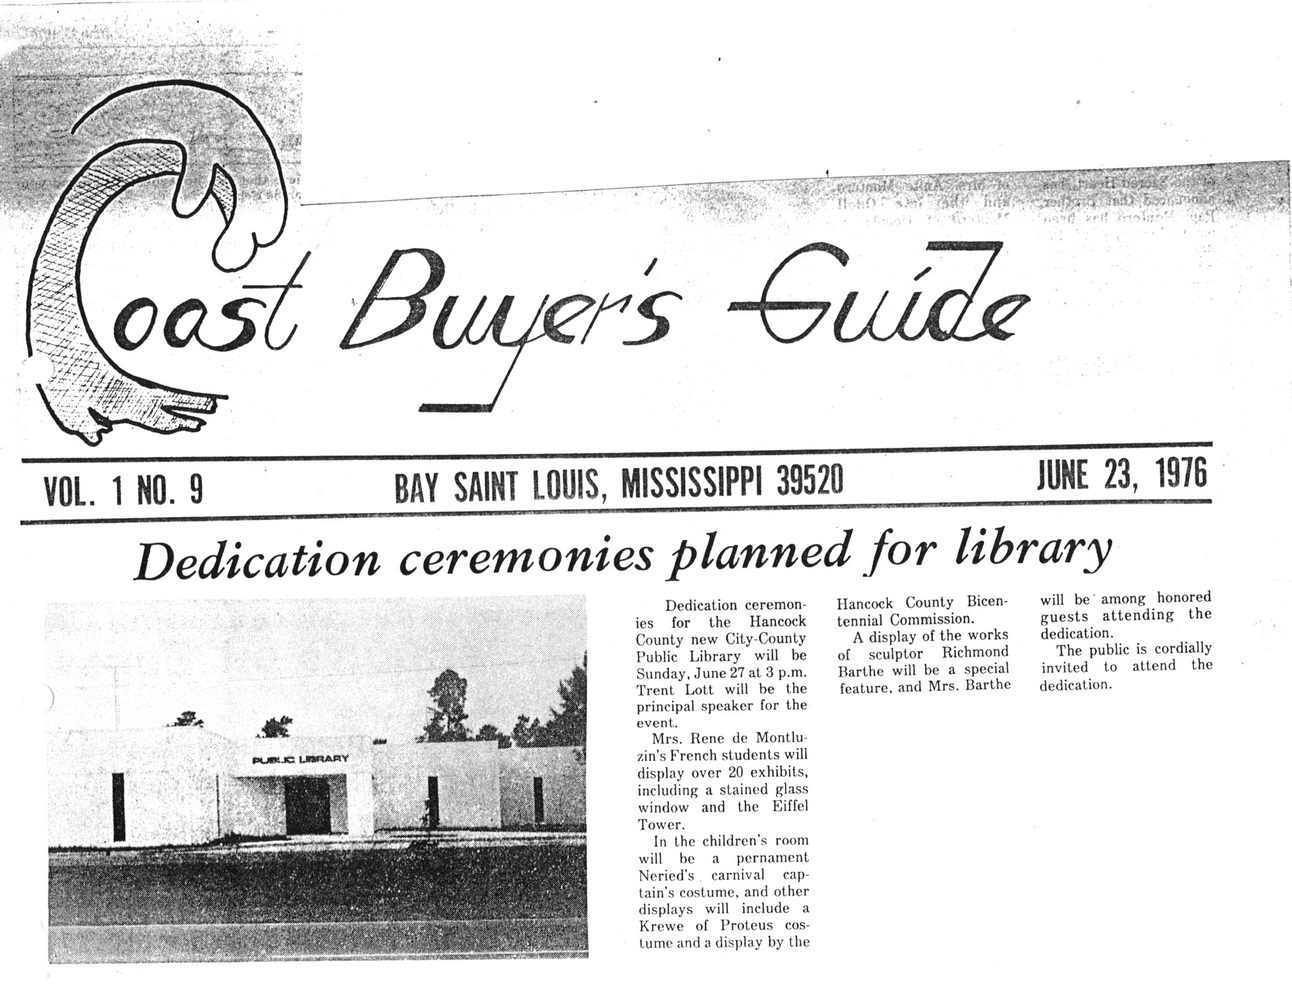 Coast Buyer's Guide
VOL. 1 NO. 9 BAY SAINT LOUIS, MISSISSIPPI 39520 JUNE 23, 1976
Dedication ceremonies planned for library
PUBLIC LIBRARY
Dedication ceremon-
ies for the Hancock
County new City-County
Public Library will be
Sunday, June 27 at 3 p.m.
Trent Lott will be the
principal speaker for the
event.
Mrs. Rene de Montlu-
zin's French students will
display over 20 exhibits,
including a stained glass
window and the Eiffel
Tower.
In the children's room
will be a pernament
Neried's carnival cap-
tain's costume, and other
displays will include a
Krewe of Proteus cos-
tume and a display by the
Hancock County Bicen-
tennial Commission.
A display of the works
of sculptor Richmond
Barthe will be a special
feature, and Mrs. Barthe
will be among honored
guests attending the
dedication.
The public is cordially
invited to attend the
dedication.